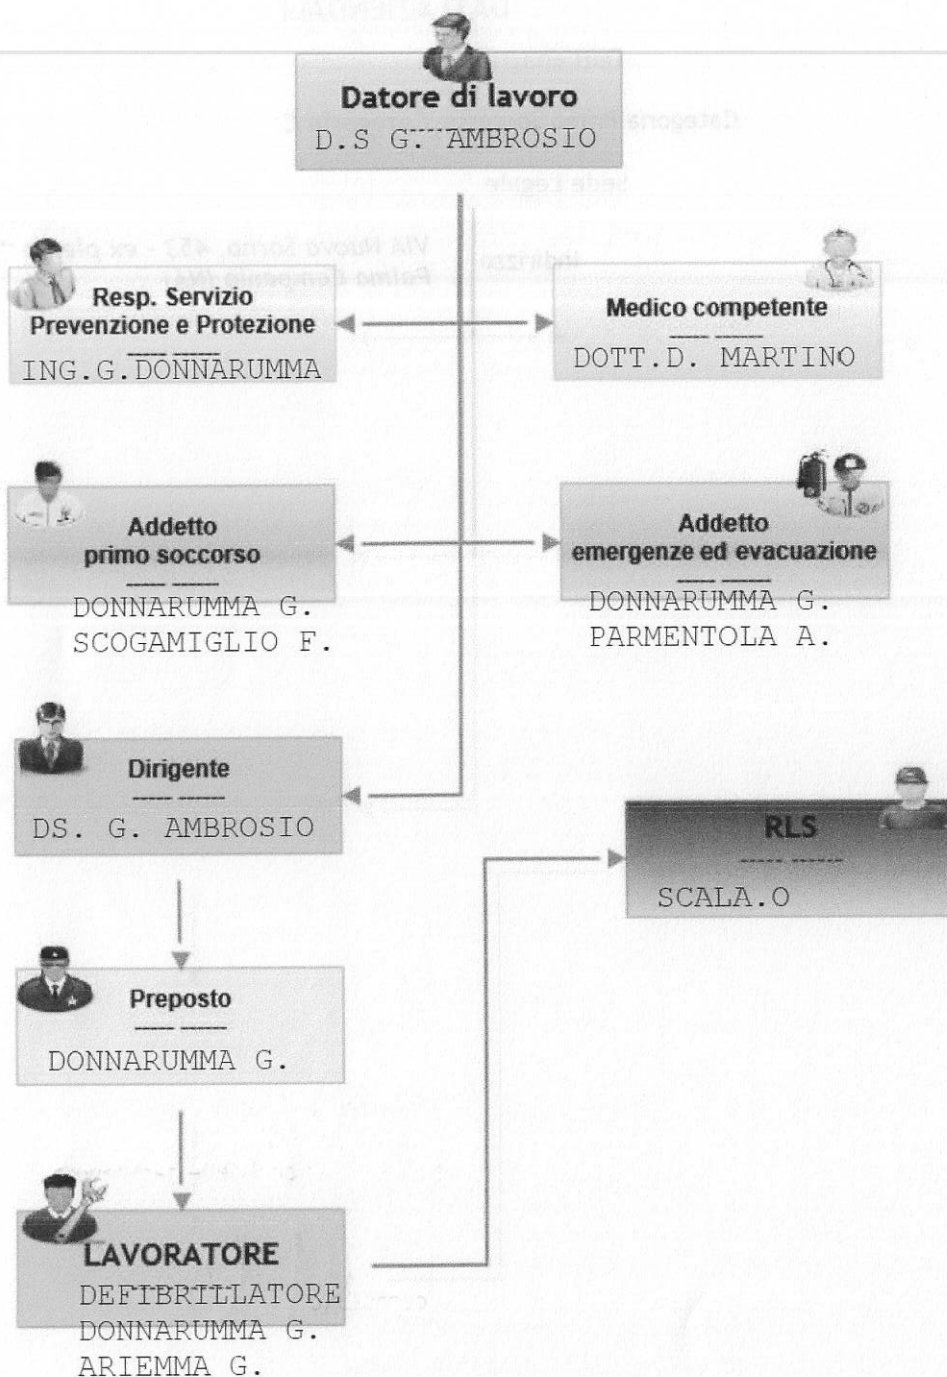 Datore di lavoro
D.S G. AMBROSIO
Resp. Servizio
Prevenzione e Protezione
ING.G.DONNARUMMA
Medico competente
DOTT.D. MARTINO
Addetto
primo soccorso
DONNARUMMA G.
SCOGAMIGLIO F.
Addetto
emergenze ed evacuazione
DONNARUMMA G.
PARMENTOLA A.
Dirigente
DS. G. AMBROSIO
RLS
SCALA.O
Preposto
DONNARUMMA G.
LAVORATORE
DEFIBRILLATORE
DONNARUMMA G.
ARIEMMA G.